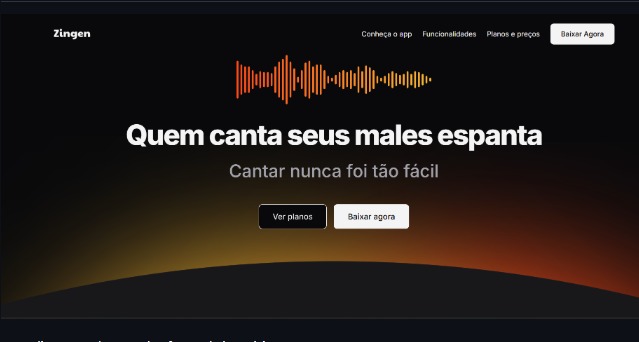 Zingen
Conheça o app Funcionalidades Planos e preços Baixar Agora
Quem canta seus males espanta
Cantar nunca foi tão fácil
Ver planos Baixar agora